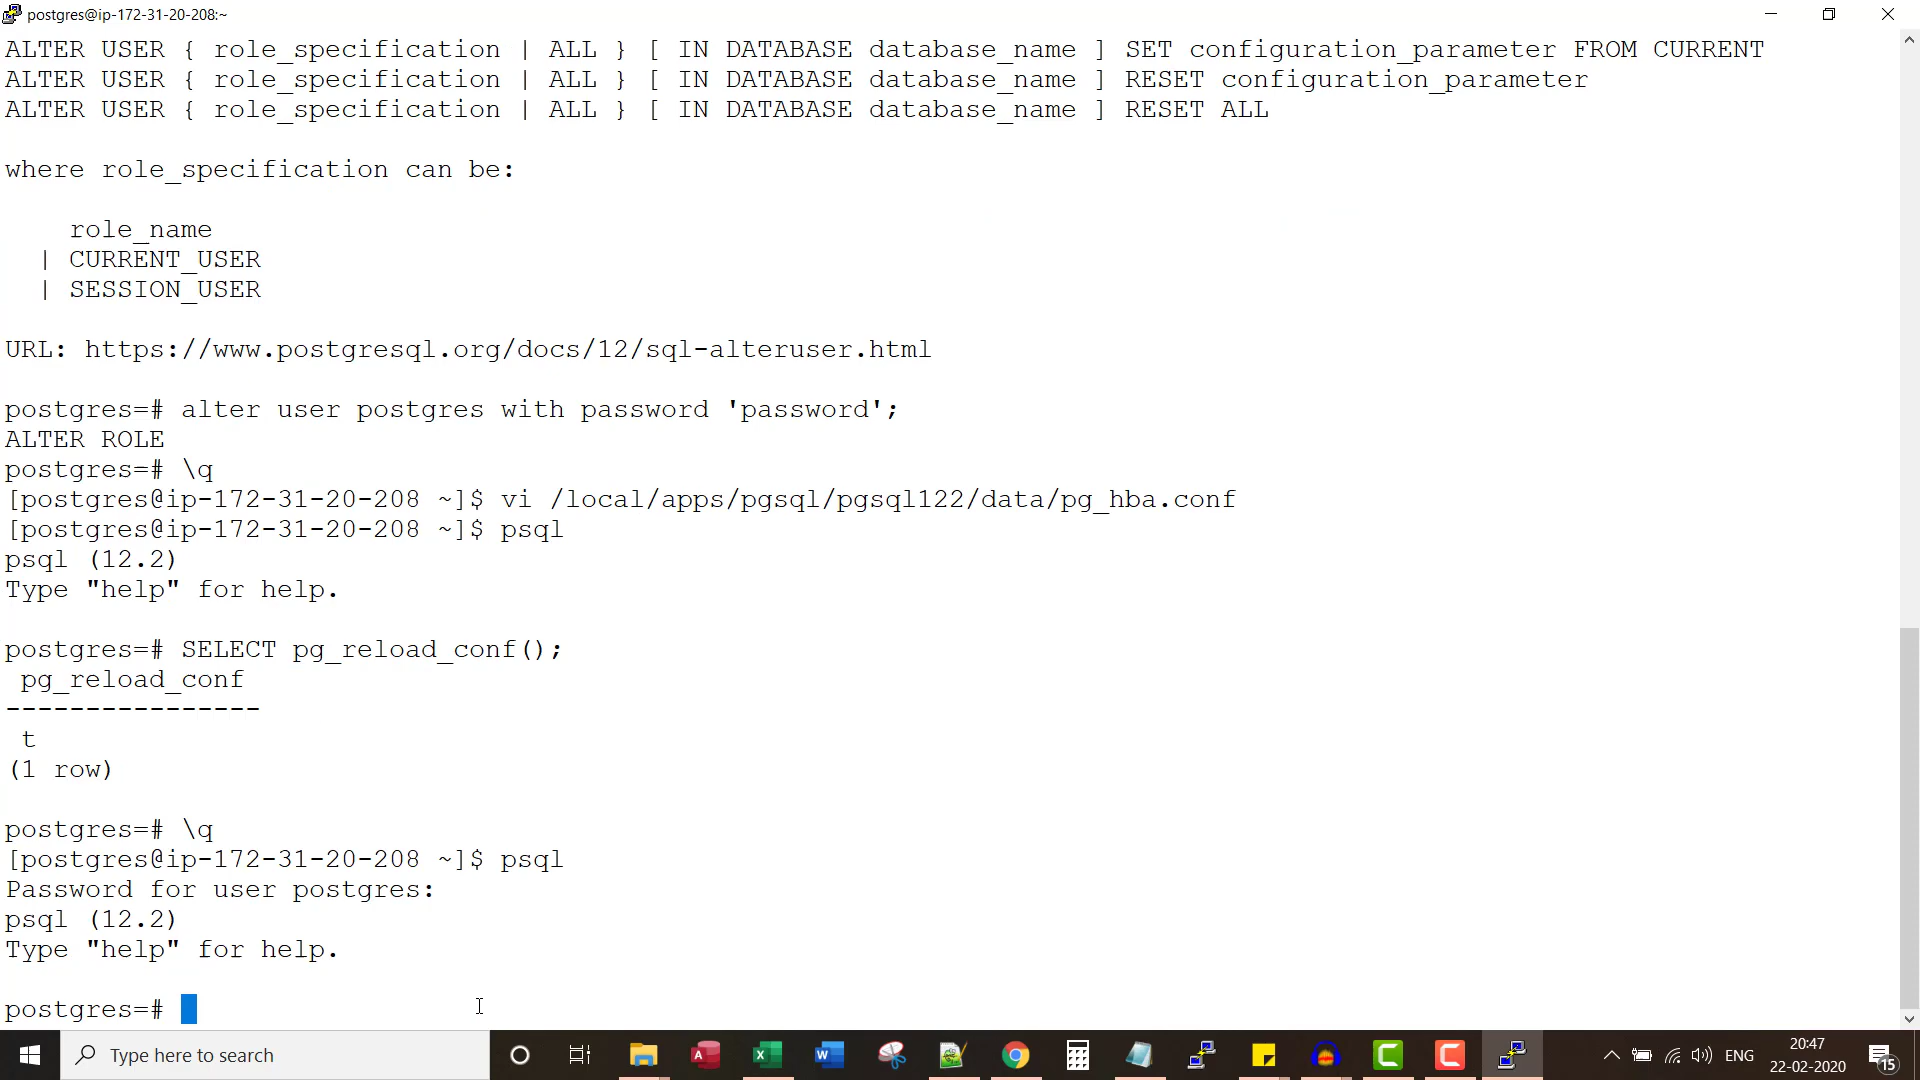 postgres@ip-172-31-20-208:~
ALTER USER { role_specification | ALL } [ IN DATABASE database_name ] SET configuration_parameter FROM CURRENT
ALTER USER { role_specification | ALL } [ IN DATABASE database_name ] RESET configuration_parameter
ALTER USER { role_specification | ALL } [ IN DATABASE database_name ] RESET ALL
where role_specification can be:
role_name
| CURRENT_USER
| SESSION_USER
URL: https://www.postgresql.org/docs/12/sql-alteruser.html
postgres=# alter user postgres with password 'password';
ALTER ROLE
postgres=# \q
[postgres@ip-172-31-20-208 ~]$ vi /local/apps/pgsql/pgsql122/data/pg_hba.conf
[postgres@ip-172-31-20-208 ~]$ psql
psql (12.2)
Type "help" for help.
postgres=# SELECT pg_reload_conf();
pg_reload_conf
----------------
t
(1 row)
postgres=# \q
[postgres@ip-172-31-20-208 ~]$ psql
Password for user postgres:
psql (12.2)
Type "help" for help.
postgres=#
Type here to search
ENG
20:47
22-02-2020
15